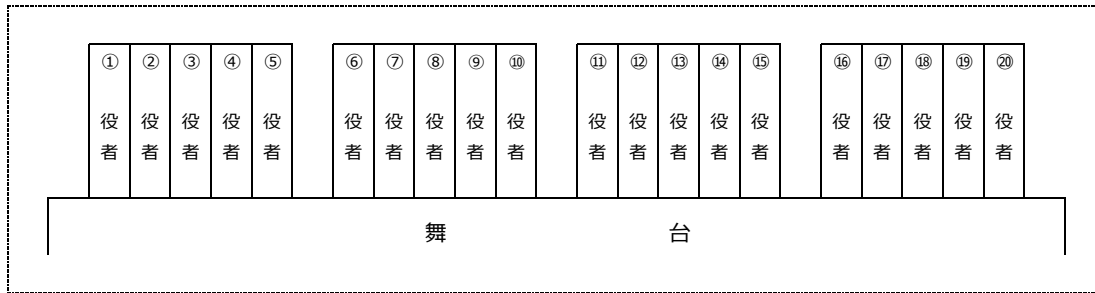 ① ② ③ ④ ⑤ ⑥ ⑦ ⑧ ⑨ ⑩ ⑪ ⑫ ⑬ ⑭ ⑮ ⑯ ⑰ ⑱ ⑲ ⑳
役者 役者 役者 役者 役者 役者 役者 役者 役者 役者 役者 役者 役者 役者 役者 役者 役者 役者 役者 役者
舞台